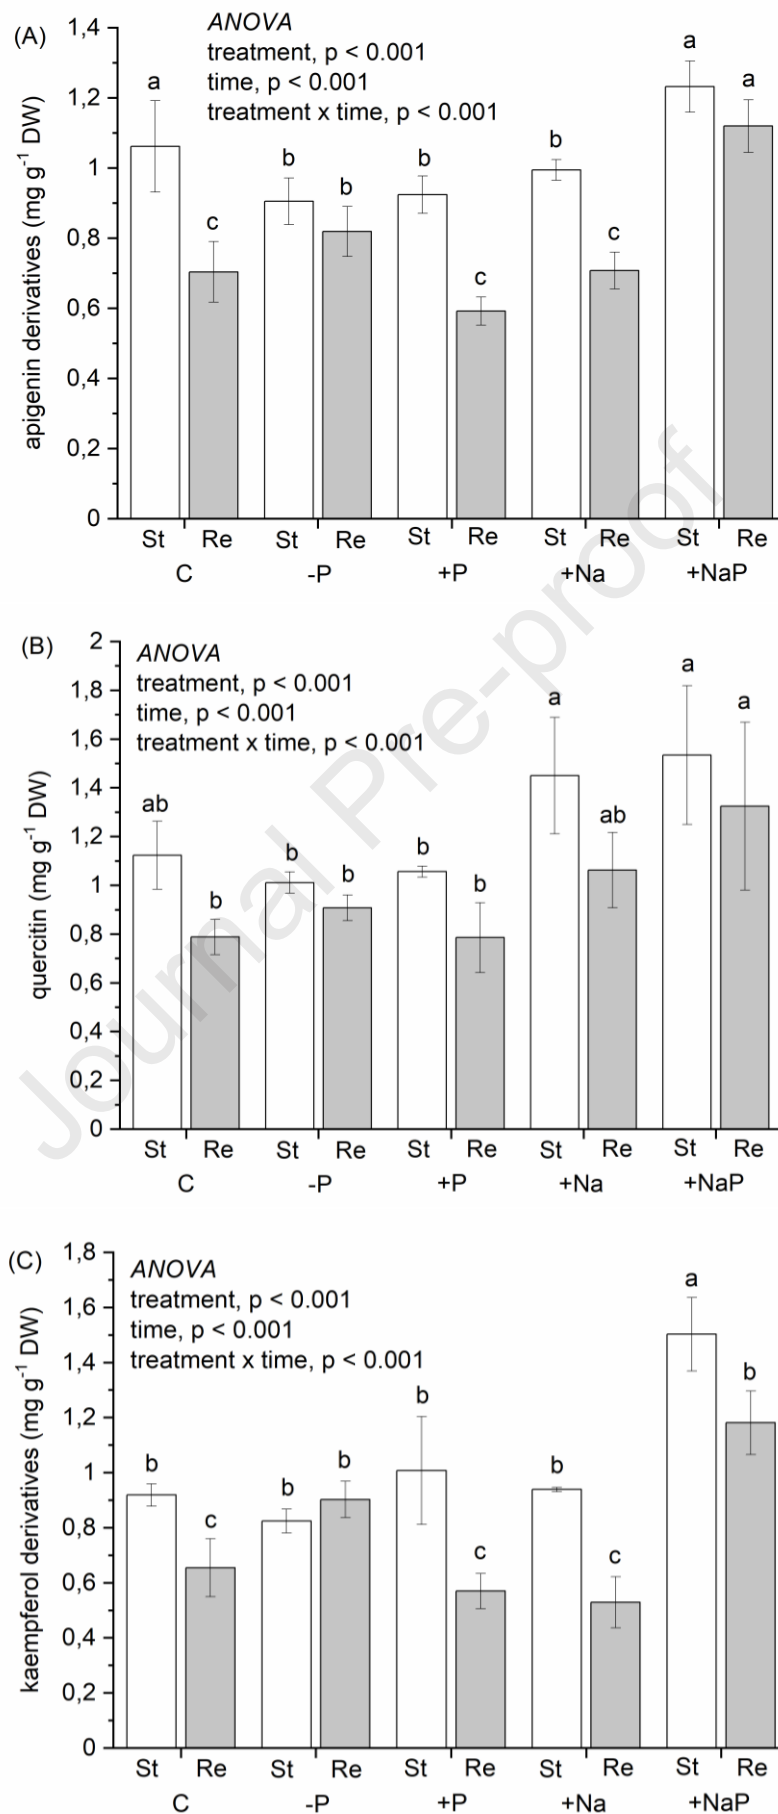 (A)
ANOVA
treatment, p < 0.001
time, p < 0.001
treatment x time, p < 0.001
apigenin derivatives (mg g-1 DW)
1,4
1,2
1
0,8
0,6
0,4
0,2
0
a
c
b
b
b
c
b
c
a
a
St Re St Re St Re St Re St Re
C -P +P +Na +NaP
(B)
ANOVA
treatment, p < 0.001
time, p < 0.001
treatment x time, p < 0.001
quercitin (mg g-1 DW)
2
1,8
1,6
1,4
1,2
1
0,8
0,6
0,4
0,2
0
ab
b
b
b
b
b
a
ab
a
a
St Re St Re St Re St Re St Re
C -P +P +Na +NaP
(C)
ANOVA
treatment, p < 0.001
time, p < 0.001
treatment x time, p < 0.001
kaempferol derivatives (mg g-1 DW)
1,8
1,6
1,4
1,2
1
0,8
0,6
0,4
0,2
0
b
c
b
b
b
c
b
c
a
b
St Re St Re St Re St Re St Re
C -P +P +Na +NaP
Journal Pre-proof